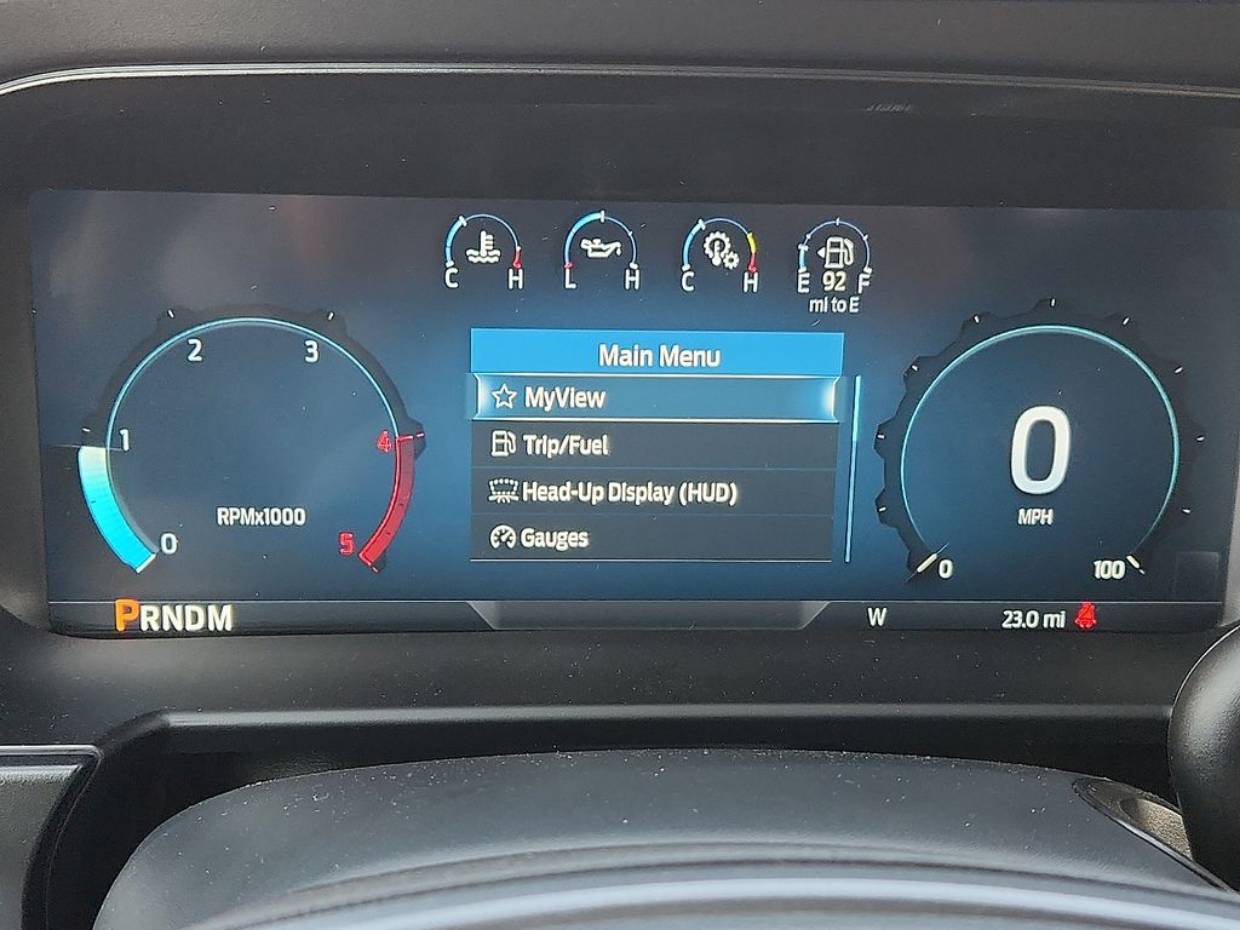 C H
L H
C H
E 92 F
mi to E
Main Menu
MyView
Trip/Fuel
Head-Up Display (HUD)
Gauges
0
1
2
3
4
5
RPMx1000
0
MPH
0
100
PRNDM
W
23.0 mi